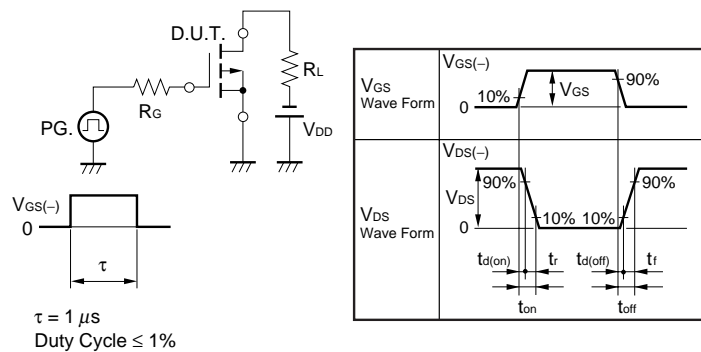 D.U.T.
RL
RG
PG.
VDD
VGS(−)
0
τ
τ = 1 μs
Duty Cycle ≤ 1%
VGS
Wave Form
VGS(−)
10%
0
VGS
90%
VDS
Wave Form
VDS(−)
VDS
90%
0
10%
10%
90%
td(on)
tr
td(off)
tf
ton
toff